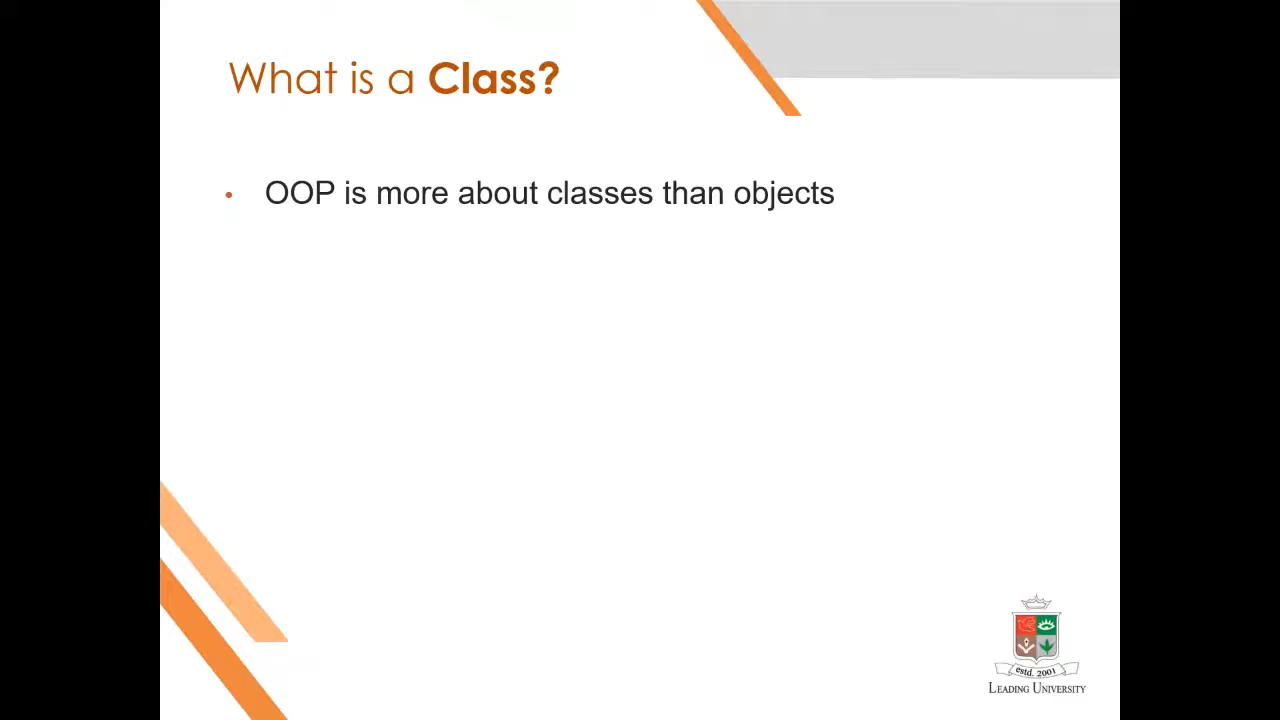 What is a Class?
• OOP is more about classes than objects
estd. 2001
LEADING UNIVERSITY